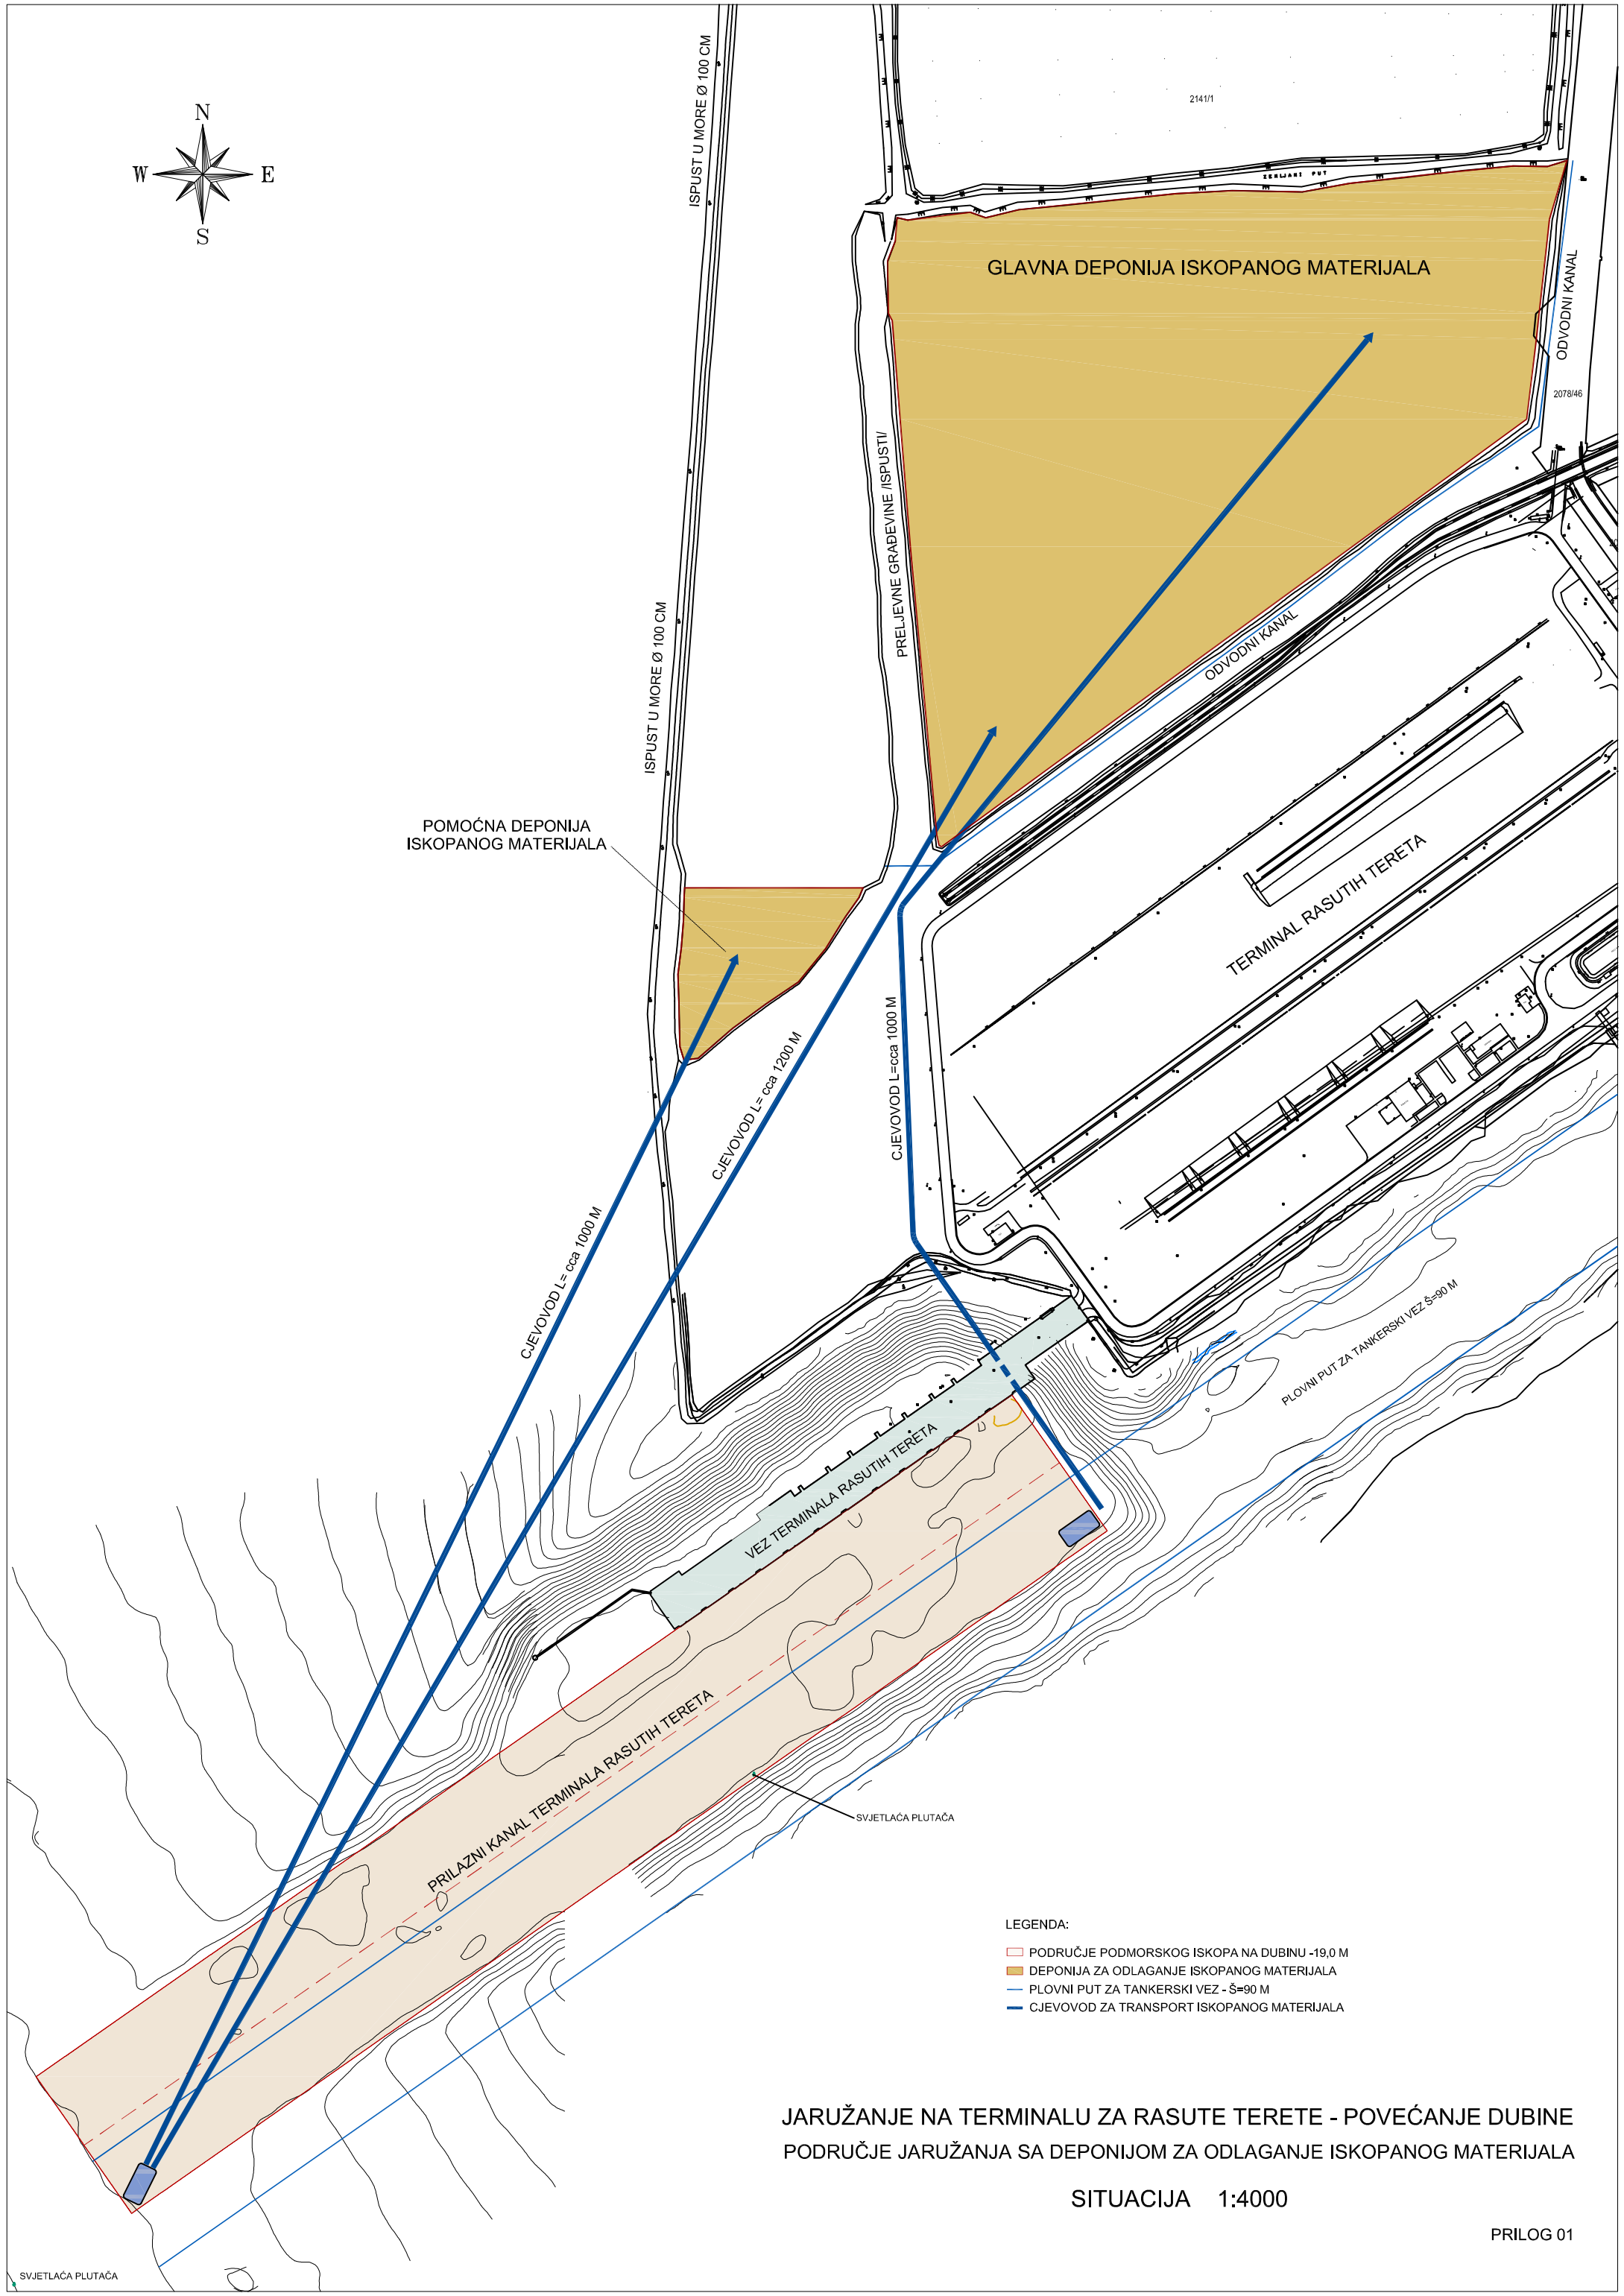 N
W E
S
ISPUST U MORE Ø 100 CM
2141/1
ZEMLJANI PUT
GLAVNA DEPONIJA ISKOPANOG MATERIJALA
ODVODNI KANAL
2078/46
PRELJEVNE GRAĐEVINE /ISPUSTI/
ISPUST U MORE Ø 100 CM
ODVODNI KANAL
POMOĆNA DEPONIJA
ISKOPANOG MATERIJALA
TERMINAL RASUTIH TERETA
CJEVOVOD L=cca 1000 M
CJEVOVOD L= cca 1200 M
CJEVOVOD L= cca 1000 M
PLOVNI PUT ZA TANKERSKI VEZ Š=90 M
VEZ TERMINALA RASUTIH TERETA
PRILAZNI KANAL TERMINALA RASUTIH TERETA
SVJETLAĆA PLUTAČA
LEGENDA:
PODRUČJE PODMORSKOG ISKOPA NA DUBINU -19,0 M
DEPONIJA ZA ODLAGANJE ISKOPANOG MATERIJALA
PLOVNI PUT ZA TANKERSKI VEZ - Š=90 M
CJEVOVOD ZA TRANSPORT ISKOPANOG MATERIJALA
JARUŽANJE NA TERMINALU ZA RASUTE TERETE - POVEĆANJE DUBINE
PODRUČJE JARUŽANJA SA DEPONIJOM ZA ODLAGANJE ISKOPANOG MATERIJALA
SITUACIJA 1:4000
PRILOG 01
SVJETLAĆA PLUTAČA